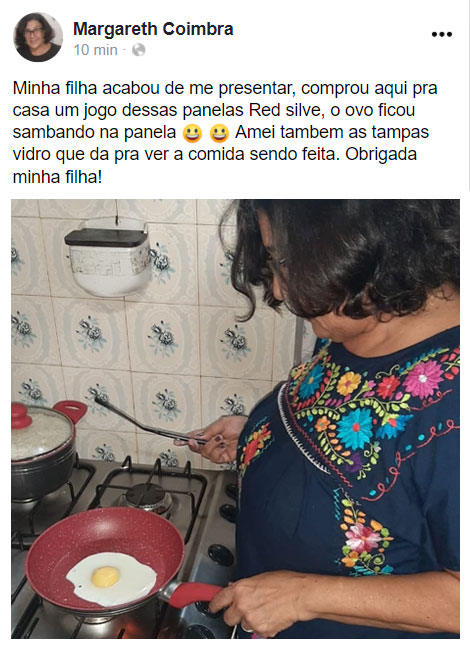 Margareth Coimbra
10 min ·
Minha filha acabou de me presentar, comprou aqui pra
casa um jogo dessas panelas Red silve, o ovo ficou
sambando na panela 😀 😀 Amei tambem as tampas
vidro que da pra ver a comida sendo feita. Obrigada
minha filha!